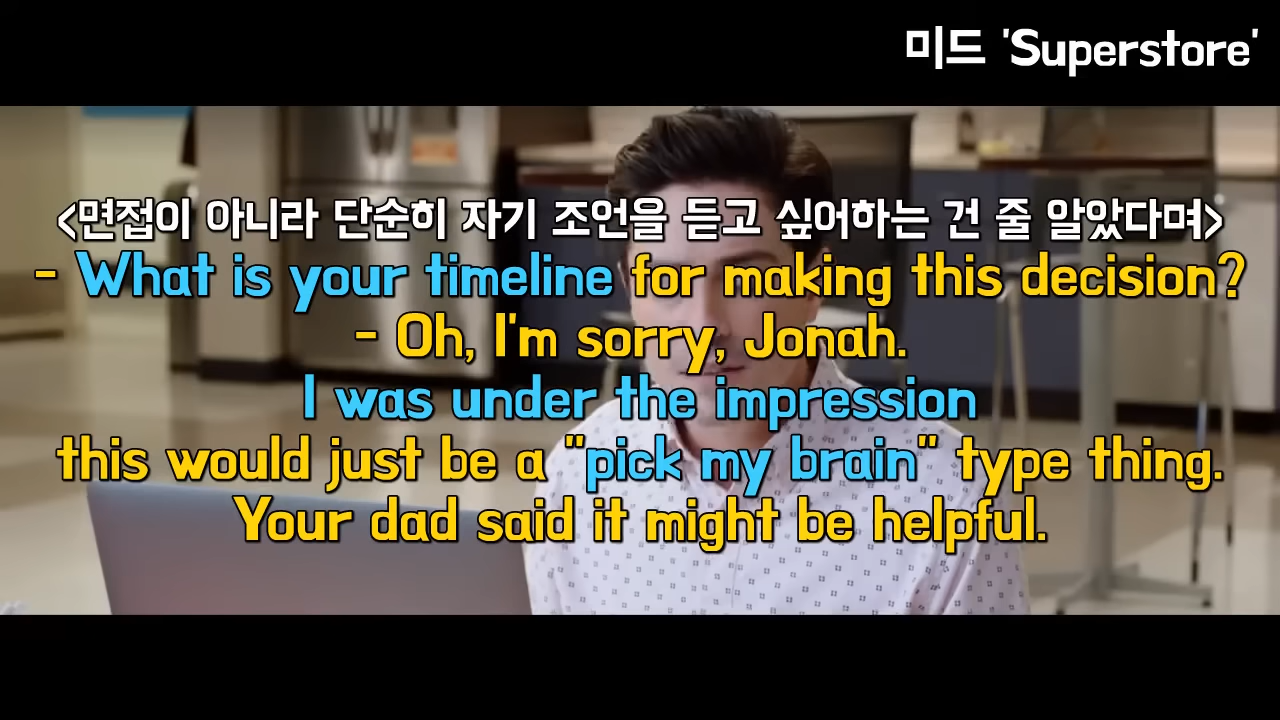 미드 'Superstore'
<면접이 아니라 단순히 자기 조언을 듣고 싶어하는 건 줄 알았다며>
- What is your timeline for making this decision?
- Oh, I'm sorry, Jonah.
I was under the impression
this would just be a "pick my brain" type thing.
Your dad said it might be helpful.